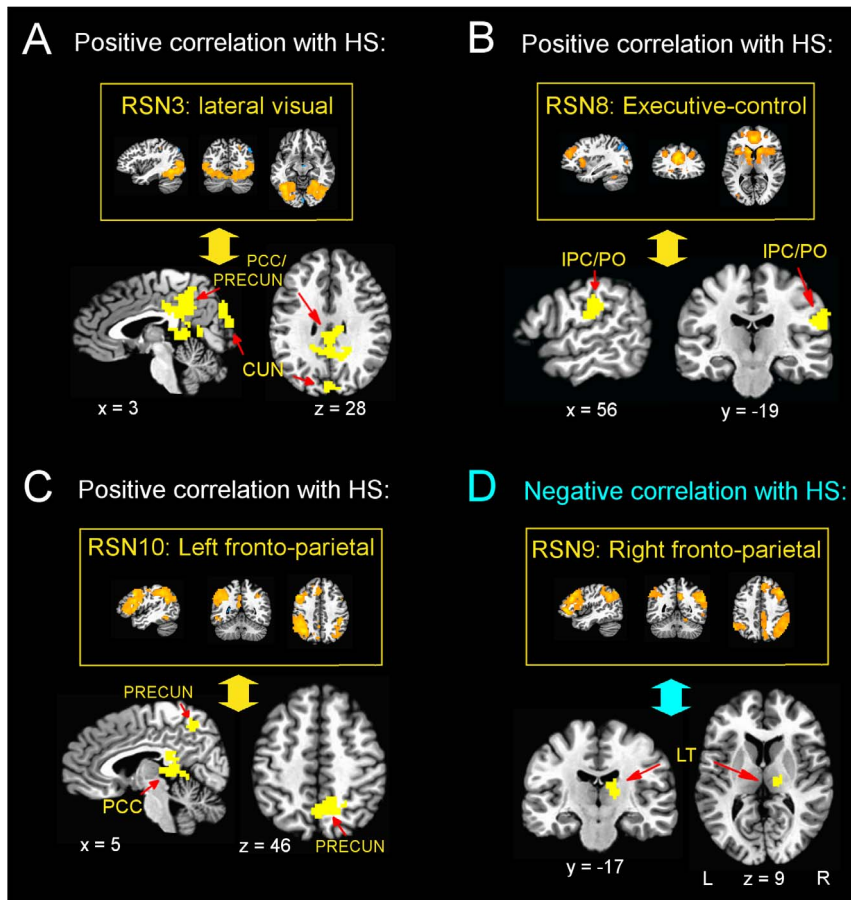 A Positive correlation with HS:
RSN3: lateral visual
PCC/
PRECUN
CUN
x = 3
z = 28
B Positive correlation with HS:
RSN8: Executive-control
IPC/PO
IPC/PO
x = 56
y = -19
C Positive correlation with HS:
RSN10: Left fronto-parietal
PRECUN
PCC
x = 5
z = 46
PRECUN
D Negative correlation with HS:
RSN9: Right fronto-parietal
LT
y = -17
L z = 9 R